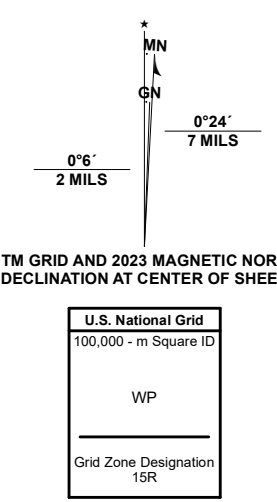 ★
MN
GN
0°24´
7 MILS
0°6´
2 MILS
TM GRID AND 2023 MAGNETIC NOR
DECLINATION AT CENTER OF SHEE
U.S. National Grid
100,000 - m Square ID
WP
Grid Zone Designation
15R